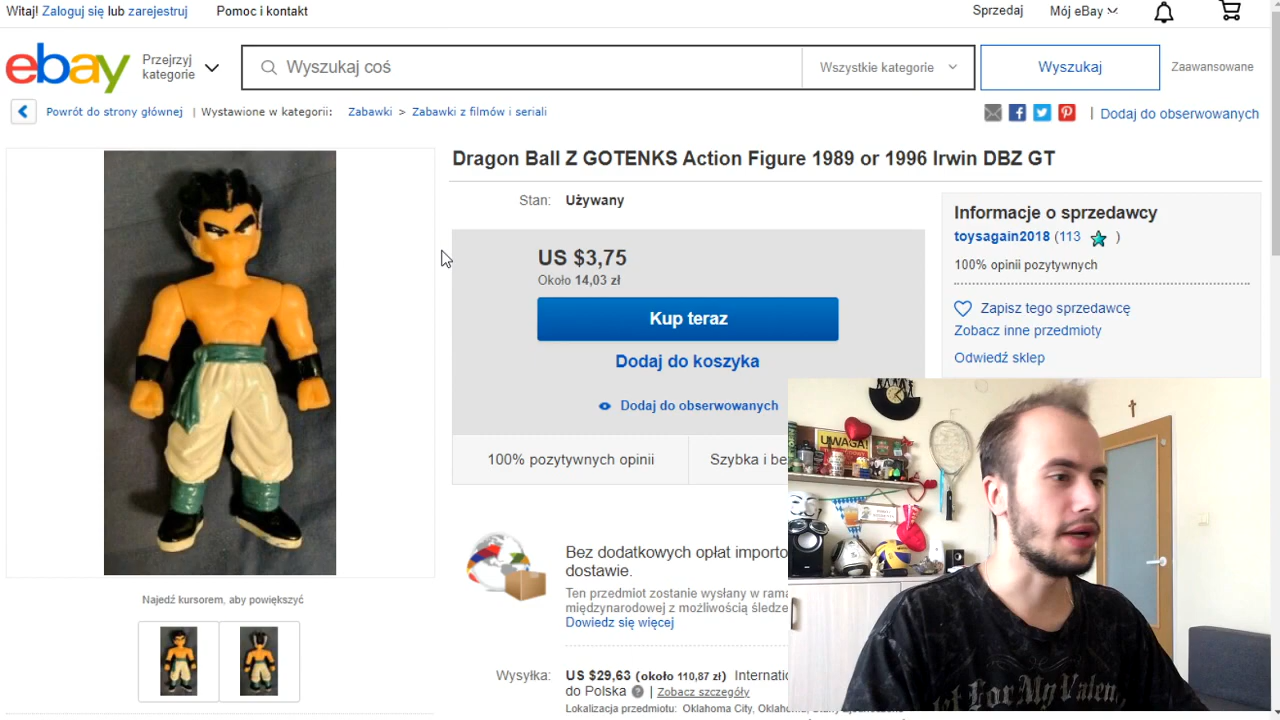 Witaj! Zaloguj się lub zarejestruj Pomoc i kontakt Sprzedaj Mój eBay
ebay Przejrzyj kategorie Wyszukaj coś Wszystkie kategorie Wyszukaj Zaawansowane
Powrót do strony głównej | Wystawione w kategorii: Zabawki > Zabawki z filmów i seriali | Dodaj do obserwowanych
Dragon Ball Z GOTENKS Action Figure 1989 or 1996 Irwin DBZ GT
Stan: Używany
US $3,75
Około 14,03 zł
Kup teraz
Dodaj do koszyka
Dodaj do obserwowanych
100% pozytywnych opinii
Szybka i be
Informacje o sprzedawcy
toysagain2018 (113 )
100% opinii pozytywnych
Zapisz tego sprzedawcę
Zobacz inne przedmioty
Odwiedź sklep
Najedź kursorem, aby powiększyć
Bez dodatkowych opłat importo
dostawie.
Ten przedmiot zostanie wysłany w rama
międzynarodowej z możliwością śledze
Dowiedz się więcej
Wysyłka: US $29,63 (około 110,87 zł) Internatio
do Polska | Zobacz szczegóły
Lokalizacja przedmiotu: Oklahoma City, Oklahoma,
UWAGA!
For My Valen